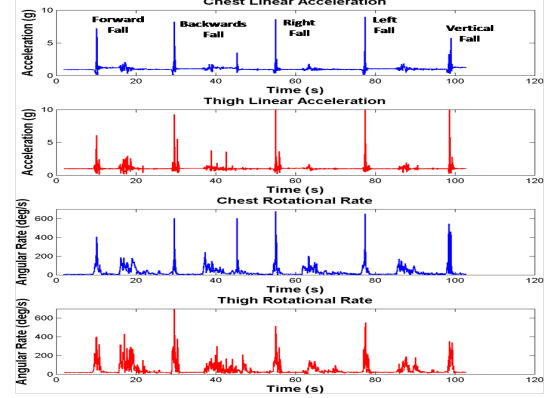 Chest Linear Acceleration
Acceleration (g)
10
5
0
Forward
Fall
Backwards
Fall
Right
Fall
Left
Fall
Vertical
Fall
0 20 40 60 80 100 120
Time (s)
Thigh Linear Acceleration
Acceleration (g)
10
5
0
0 20 40 60 80 100 120
Time (s)
Chest Rotational Rate
Angular Rate (deg/s)
600
400
200
0
0 20 40 60 80 100 120
Time (s)
Thigh Rotational Rate
Angular Rate (deg/s)
600
400
200
0
0 20 40 60 80 100 120
Time (s)